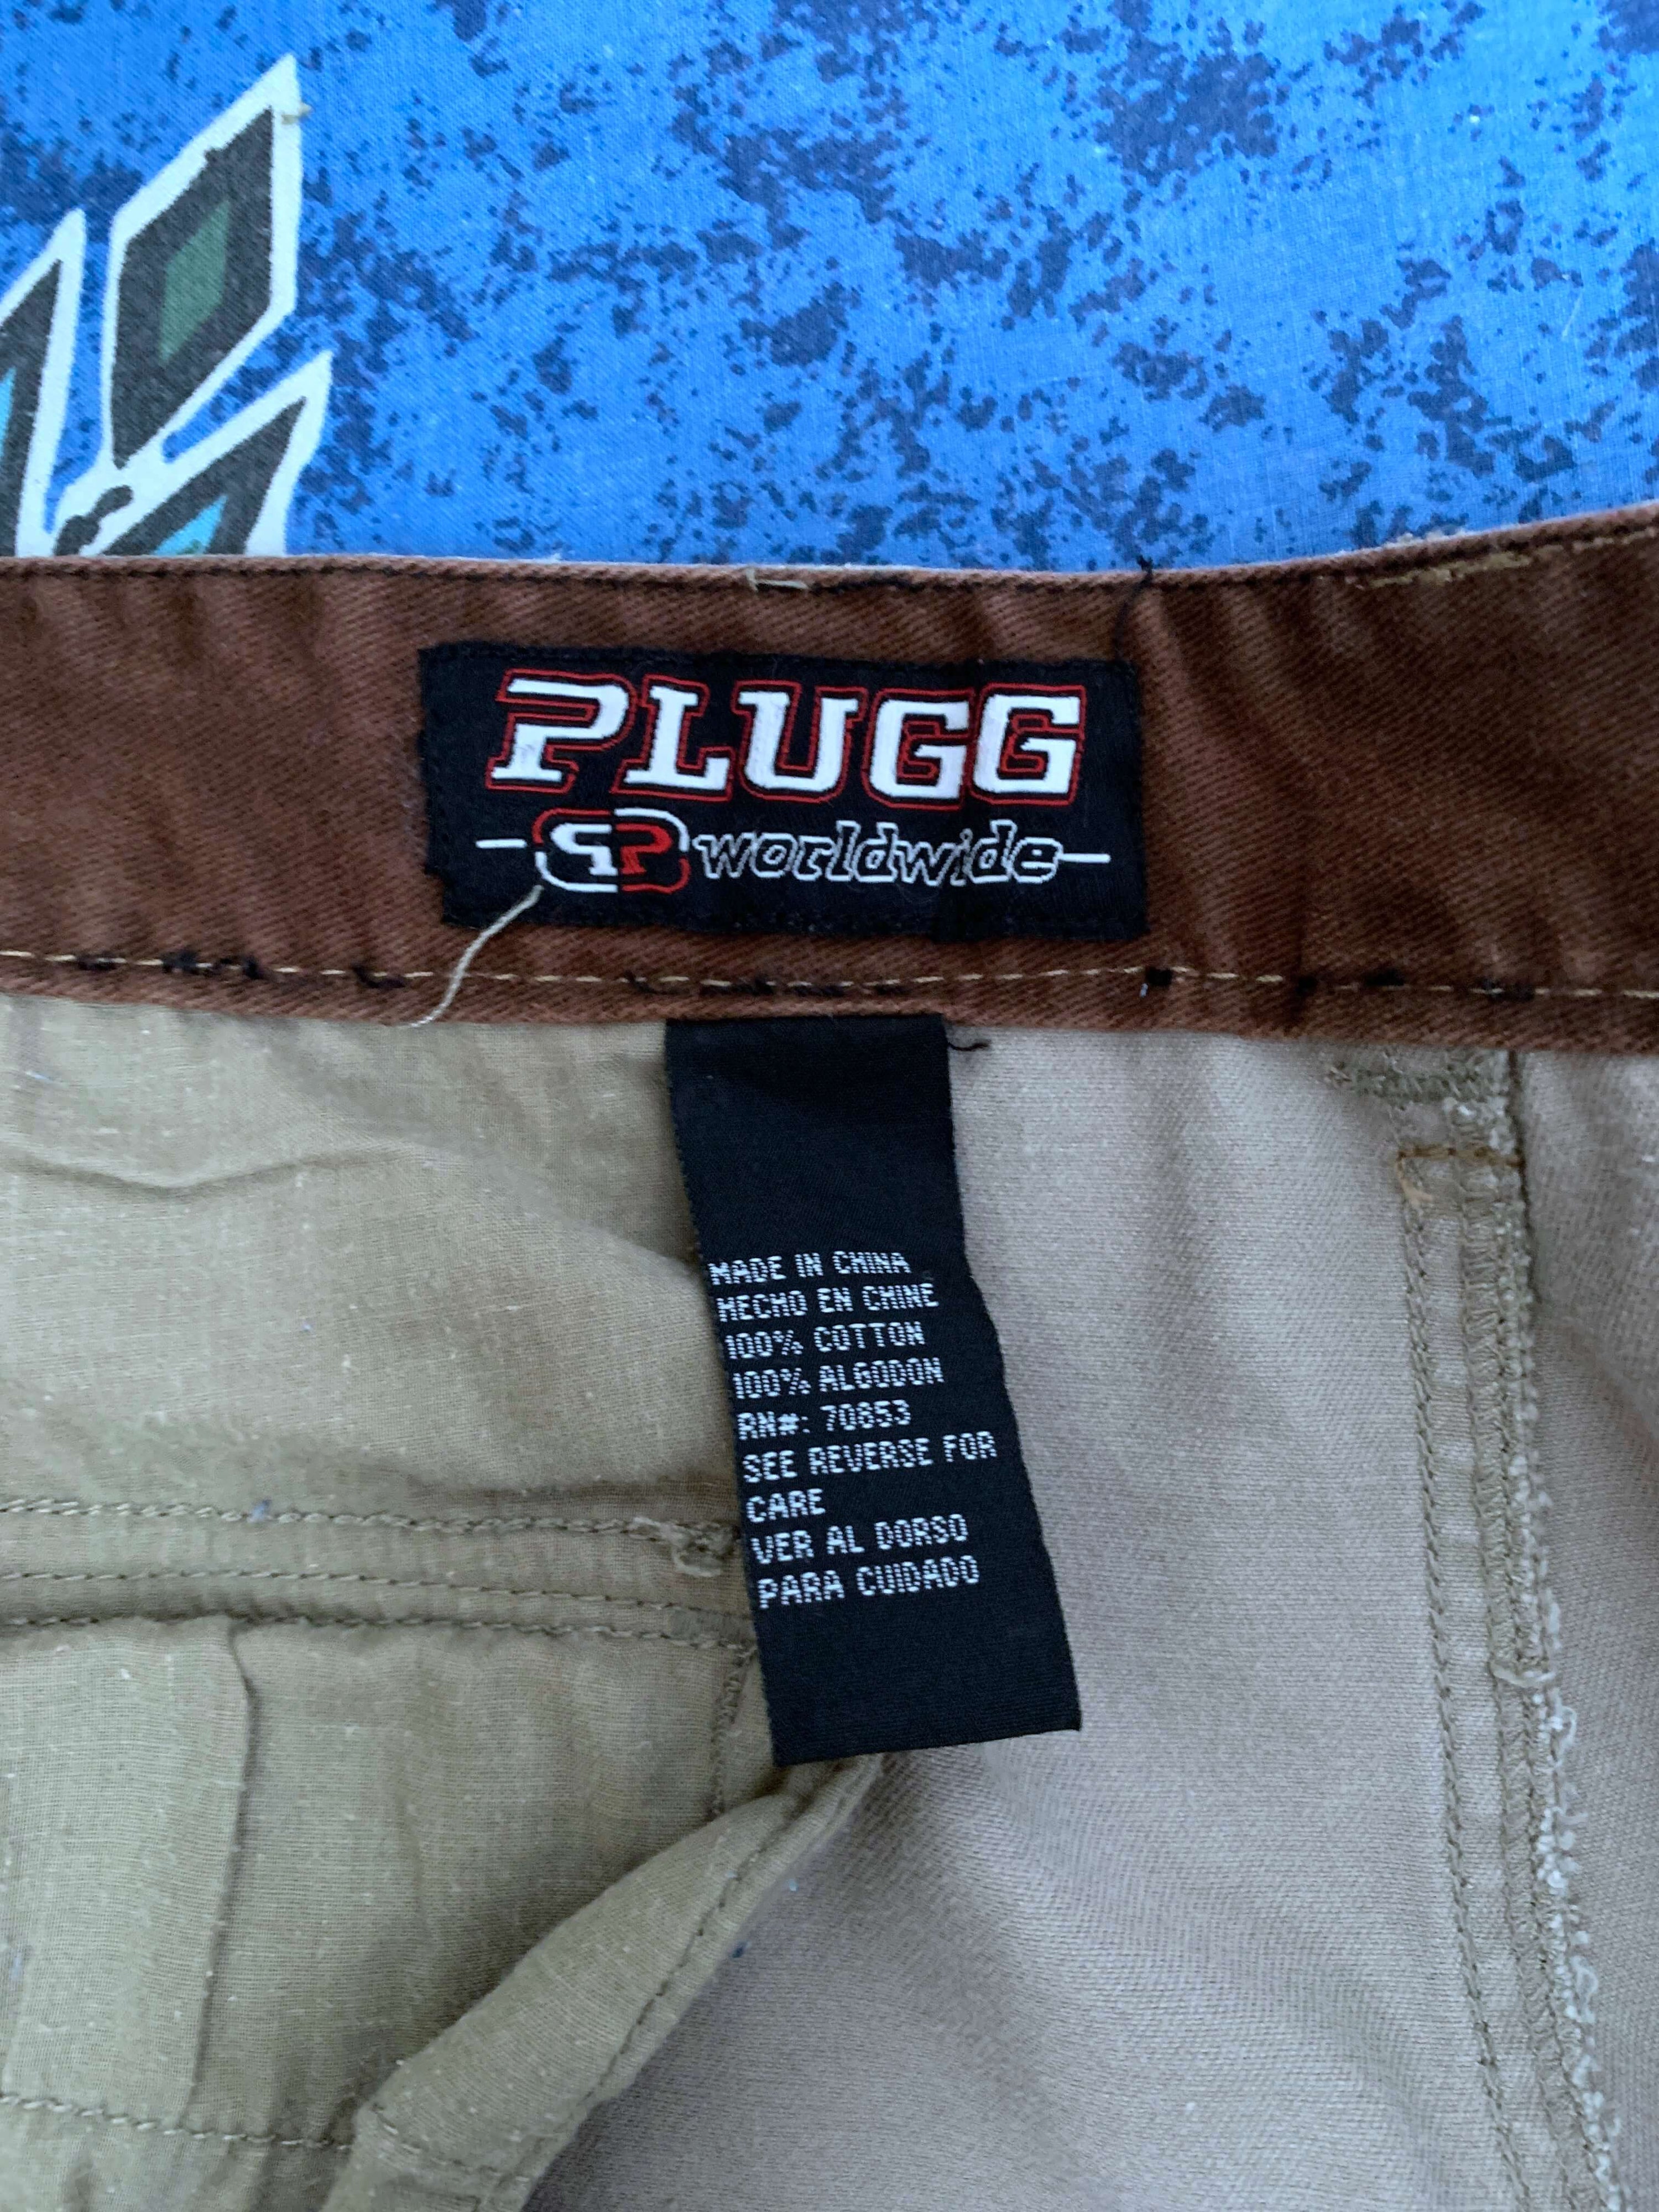 PLUGG
PP worldwide
MADE IN CHINA
HECHO EN CHINE
100% COTTON
100% ALGODON
RN#: 70853
SEE REVERSE FOR
CARE
VER AL DORSO
PARA CUIDADO